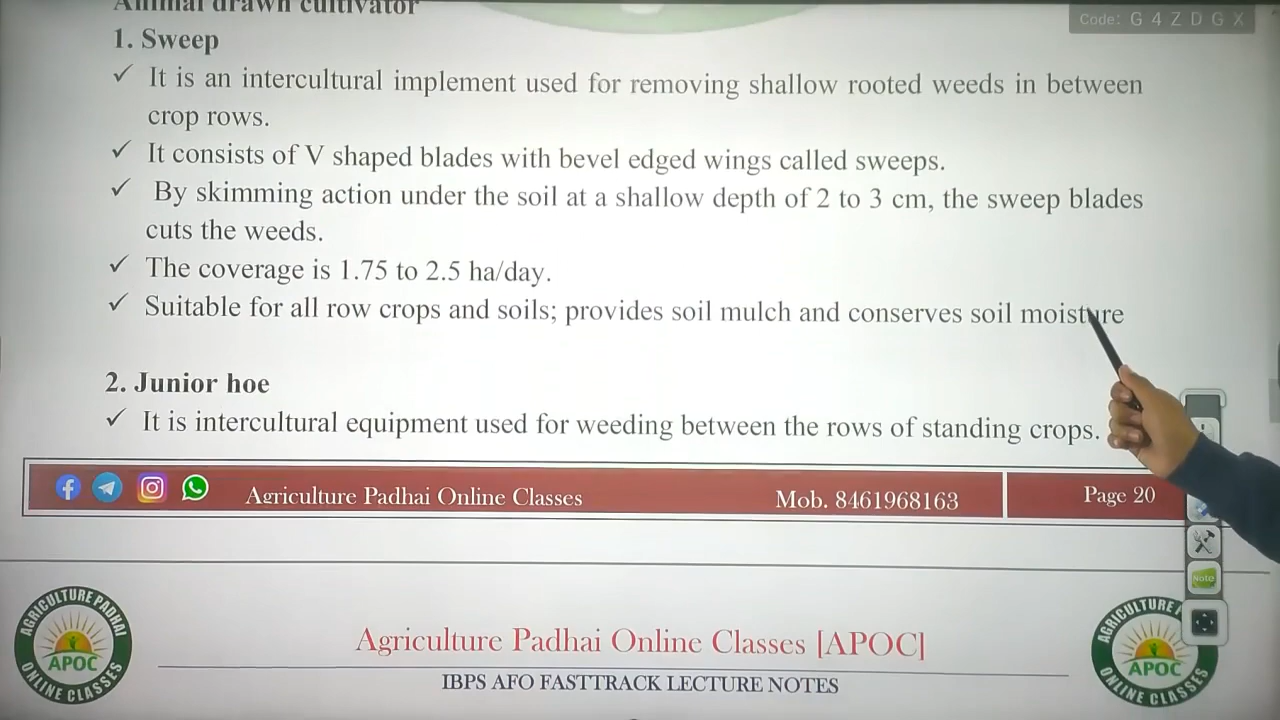 Animal drawn cultivator
Code: G 4 Z D G X
1. Sweep
✓ It is an intercultural implement used for removing shallow rooted weeds in between
crop rows.
✓ It consists of V shaped blades with bevel edged wings called sweeps.
✓ By skimming action under the soil at a shallow depth of 2 to 3 cm, the sweep blades
cuts the weeds.
✓ The coverage is 1.75 to 2.5 ha/day.
✓ Suitable for all row crops and soils; provides soil mulch and conserves soil moisture
2. Junior hoe
✓ It is intercultural equipment used for weeding between the rows of standing crops.
Agriculture Padhai Online Classes Mob. 8461968163 Page 20
Note
AGRICULTURE PADHAI
APOC
ONLINE CLASSES
Agriculture Padhai Online Classes [APOC]
IBPS AFO FASTTRACK LECTURE NOTES
AGRICULTURE
APOC
ONLINE CLASSES